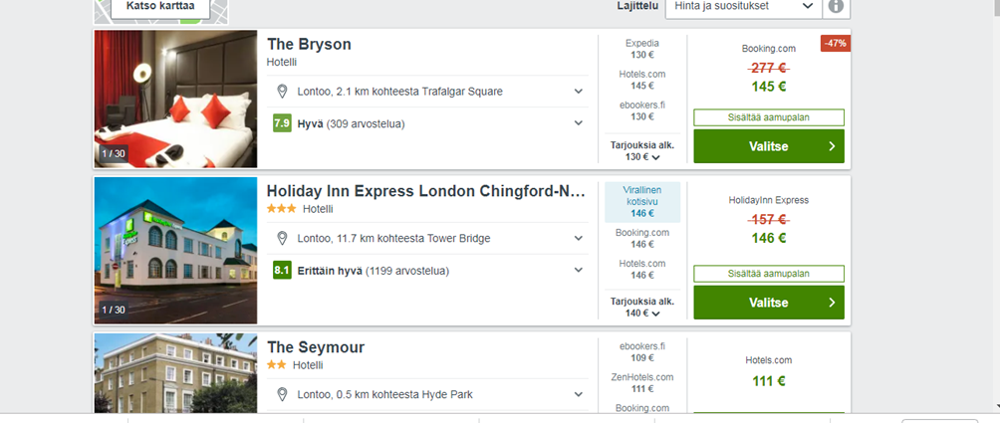 Katso karttaa
Lajittelu
Hinta ja suositukset
1 / 30
The Bryson
Hotelli
Lontoo, 2.1 km kohteesta Trafalgar Square
7.9 Hyvä (309 arvostelua)
Expedia
130 €
Hotels.com
145 €
ebookers.fi
130 €
Tarjouksia alk.
130 €
-47%
Booking.com
277 €
145 €
Sisältää aamupalan
Valitse
1 / 30
Holiday Inn Express London Chingford-N...
Hotelli
Lontoo, 11.7 km kohteesta Tower Bridge
8.1 Erittäin hyvä (1199 arvostelua)
Virallinen
kotisivu
146 €
Booking.com
146 €
Hotels.com
146 €
Tarjouksia alk.
140 €
HolidayInn Express
157 €
146 €
Sisältää aamupalan
Valitse
The Seymour
Hotelli
Lontoo, 0.5 km kohteesta Hyde Park
ebookers.fi
109 €
ZenHotels.com
111 €
Booking.com
Hotels.com
111 €